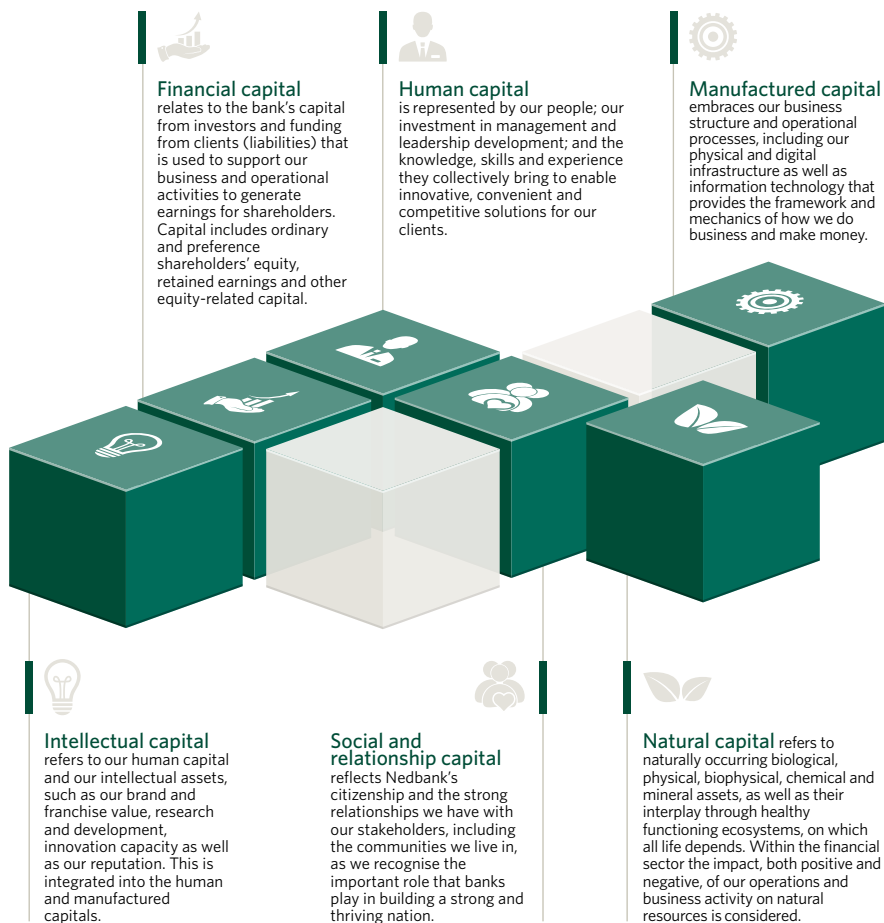 Financial capital
relates to the bank's capital
from investors and funding
from clients (liabilities) that
is used to support our
business and operational
activities to generate
earnings for shareholders.
Capital includes ordinary
and preference
shareholders' equity,
retained earnings and other
equity-related capital.
Human capital
is represented by our people; our
investment in management and
leadership development; and the
knowledge, skills and experience
they collectively bring to enable
innovative, convenient and
competitive solutions for our
clients.
Manufactured capital
embraces our business
structure and operational
processes, including our
physical and digital
infrastructure as well as
information technology that
provides the framework and
mechanics of how we do
business and make money.
Intellectual capital
refers to our human capital
and our intellectual assets,
such as our brand and
franchise value, research
and development,
innovation capacity as well
as our reputation. This is
integrated into the human
and manufactured
capitals.
Social and
relationship capital
reflects Nedbank's
citizenship and the strong
relationships we have with
our stakeholders, including
the communities we live in,
as we recognise the
important role that banks
play in building a strong and
thriving nation.
Natural capital refers to
naturally occurring biological,
physical, biophysical, chemical and
mineral assets, as well as their
interplay through healthy
functioning ecosystems, on which
all life depends. Within the financial
sector the impact, both positive and
negative, of our operations and
business activity on natural
resources is considered.